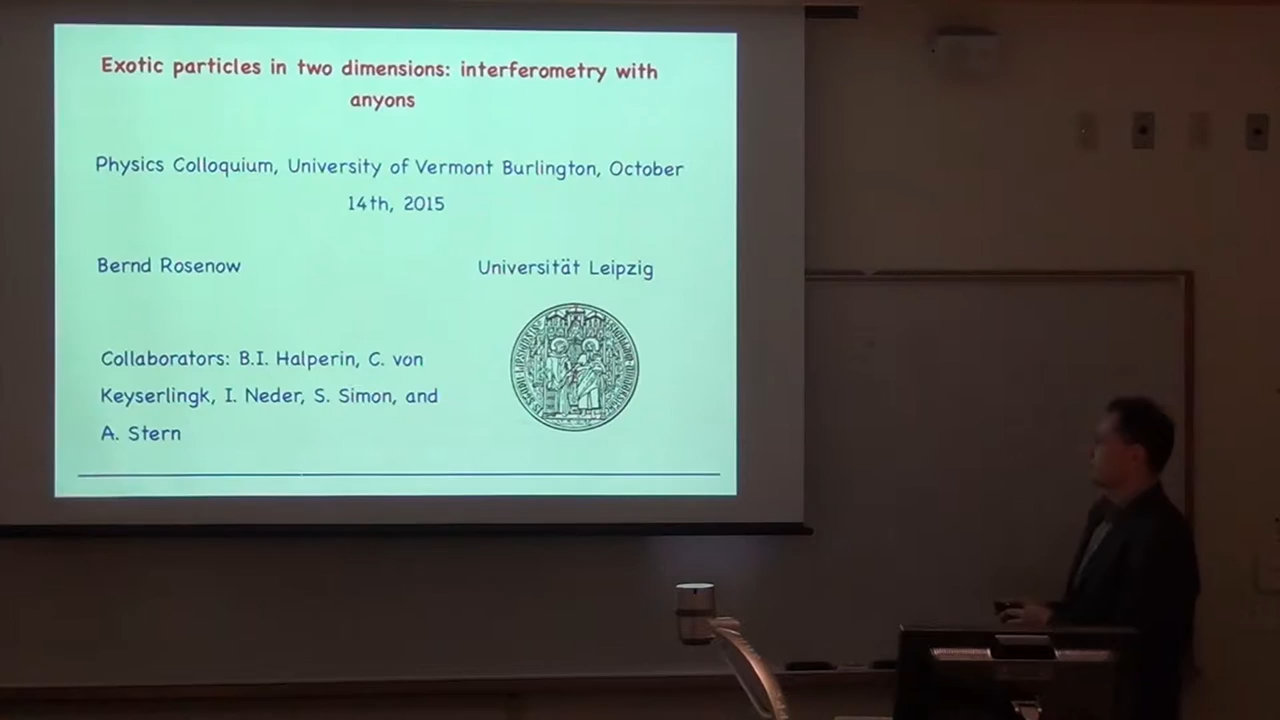 Exotic particles in two dimensions: interferometry with
anyons
Physics Colloquium, University of Vermont Burlington, October
14th, 2015
Bernd Rosenow
Universität Leipzig
Collaborators: B.I. Halperin, C. von
Keyserlingk, I. Neder, S. Simon, and
A. Stern